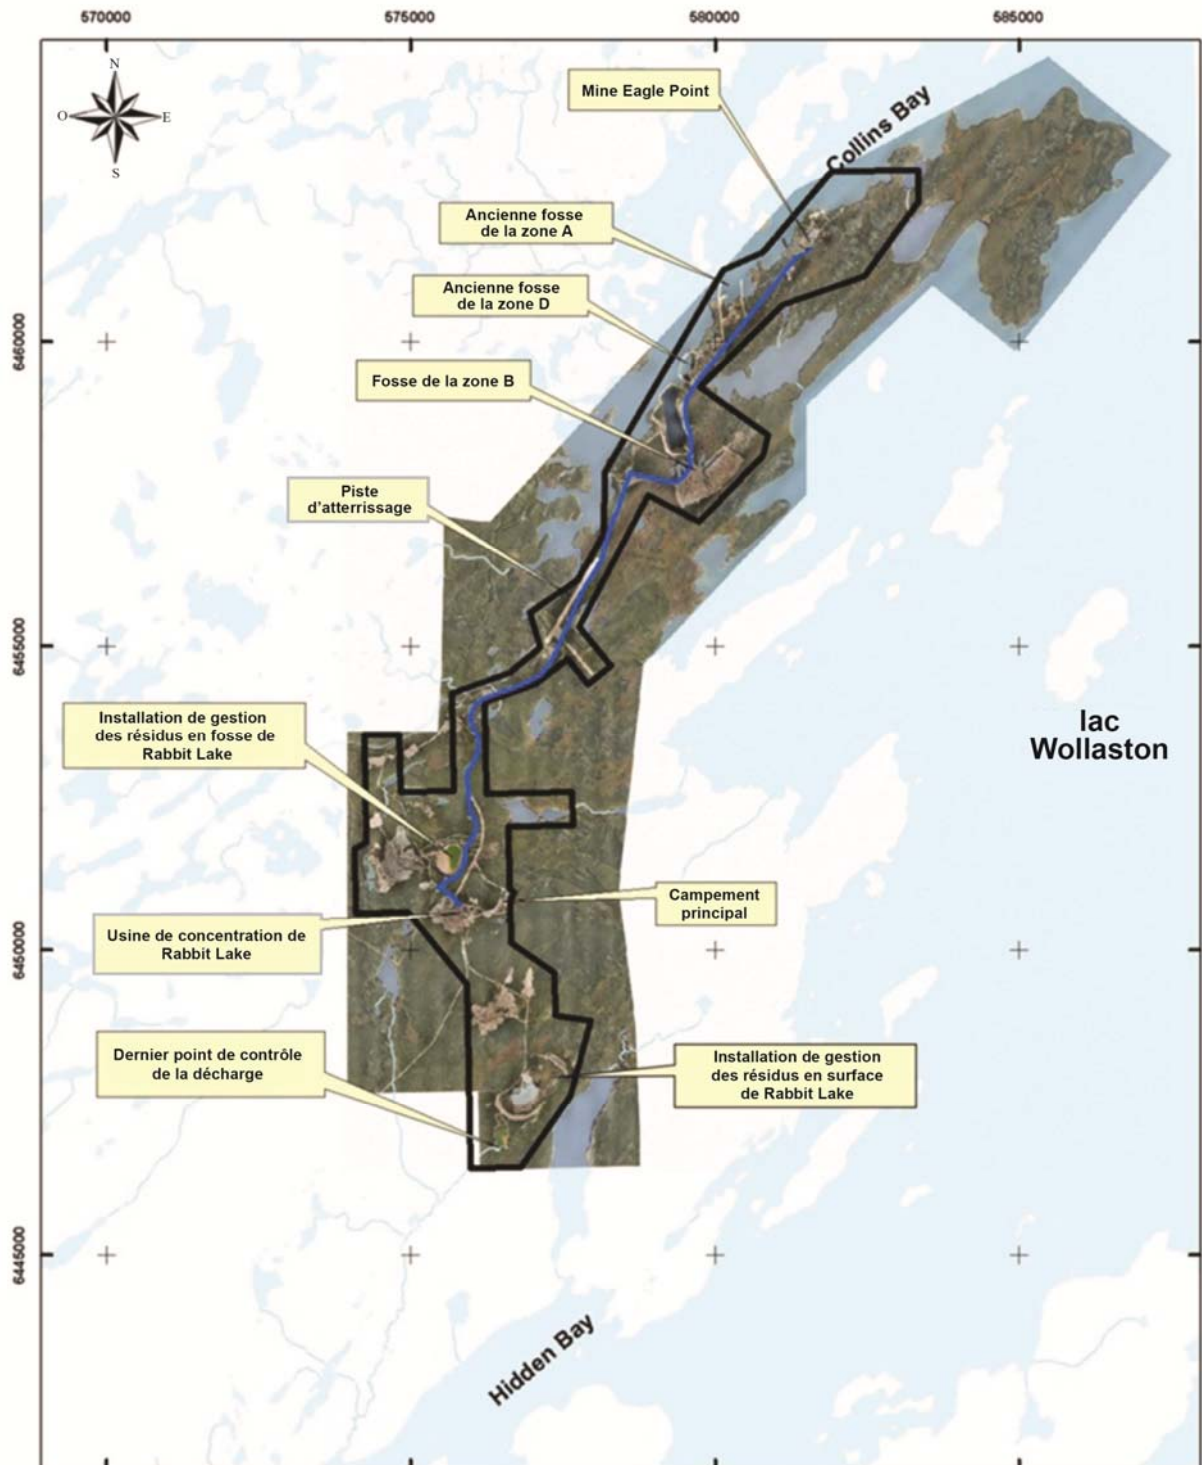 570000
575000
580000
585000
N
O
E
S
Mine Eagle Point
Collins Bay
Ancienne fosse
de la zone A
Ancienne fosse
de la zone D
6460000
Fosse de la zone B
Piste
d'atterrissage
6455000
Installation de gestion
des résidus en fosse de
Rabbit Lake
lac
Wollaston
Campement
principal
Usine de concentration de
Rabbit Lake
6450000
Dernier point de contrôle
de la décharge
Installation de gestion
des résidus en surface
de Rabbit Lake
6445000
Hidden Bay